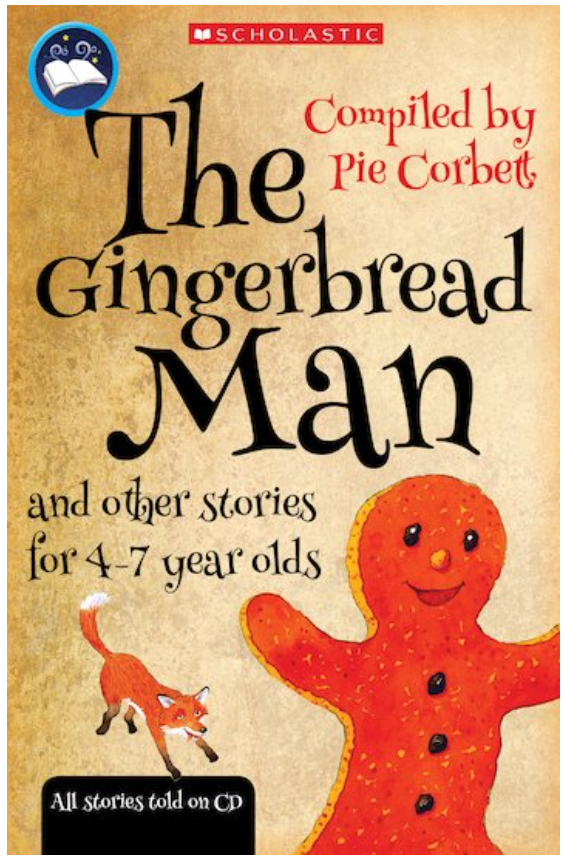 SCHOLASTIC
Compiled by
Pie Corbett
The
Gingerbread
Man
and other stories
for 4-7 year olds
All stories told on CD